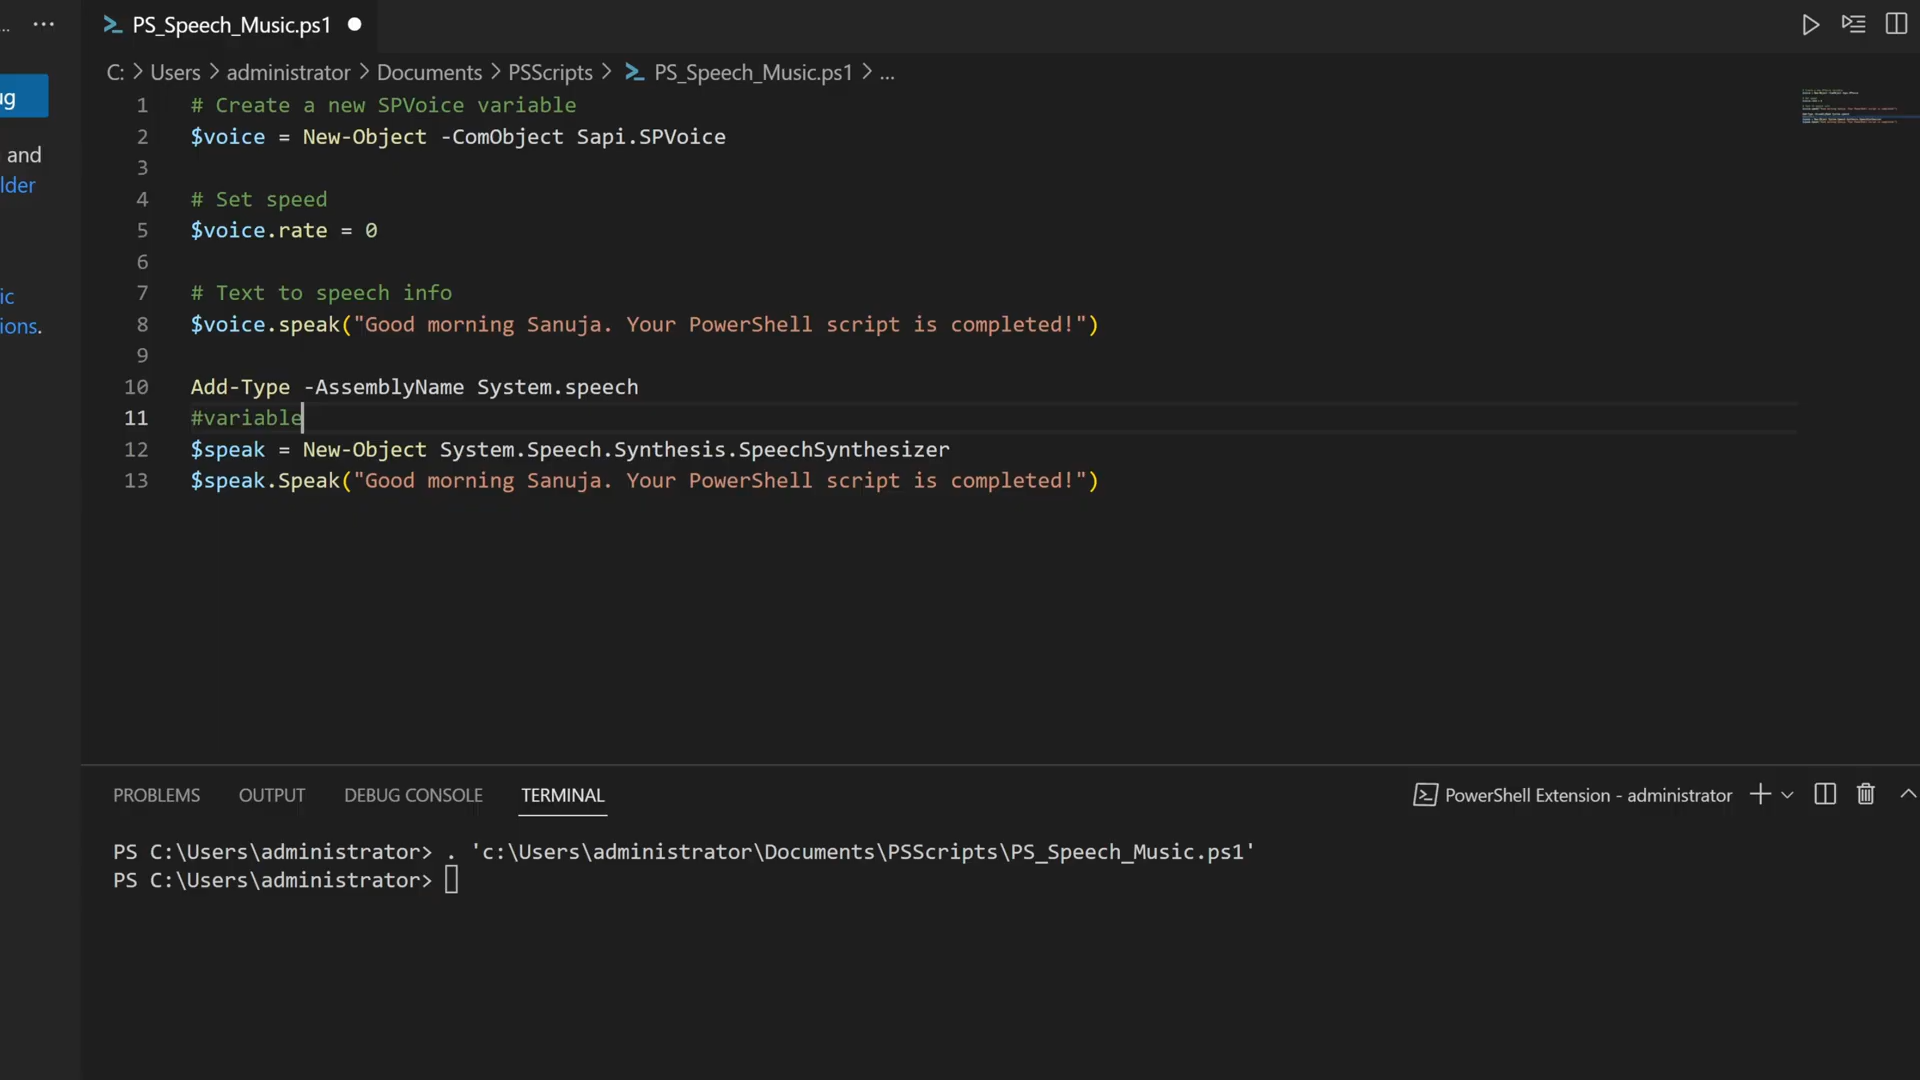 ... ··· PS_Speech_Music.ps1
C: > Users > administrator > Documents > PSScripts > PS_Speech_Music.ps1 > ...
ug
and
lder
ic
ions.
1 # Create a new SPVoice variable
2 $voice = New-Object -ComObject Sapi.SPVoice
3
4 # Set speed
5 $voice.rate = 0
6
7 # Text to speech info
8 $voice.speak("Good morning Sanuja. Your PowerShell script is completed!")
9
10 Add-Type -AssemblyName System.speech
11 #variable
12 $speak = New-Object System.Speech.Synthesis.SpeechSynthesizer
13 $speak.Speak("Good morning Sanuja. Your PowerShell script is completed!")
PROBLEMS OUTPUT DEBUG CONSOLE TERMINAL PowerShell Extension - administrator
PS C:\Users\administrator> . 'c:\Users\administrator\Documents\PSScripts\PS_Speech_Music.ps1'
PS C:\Users\administrator>